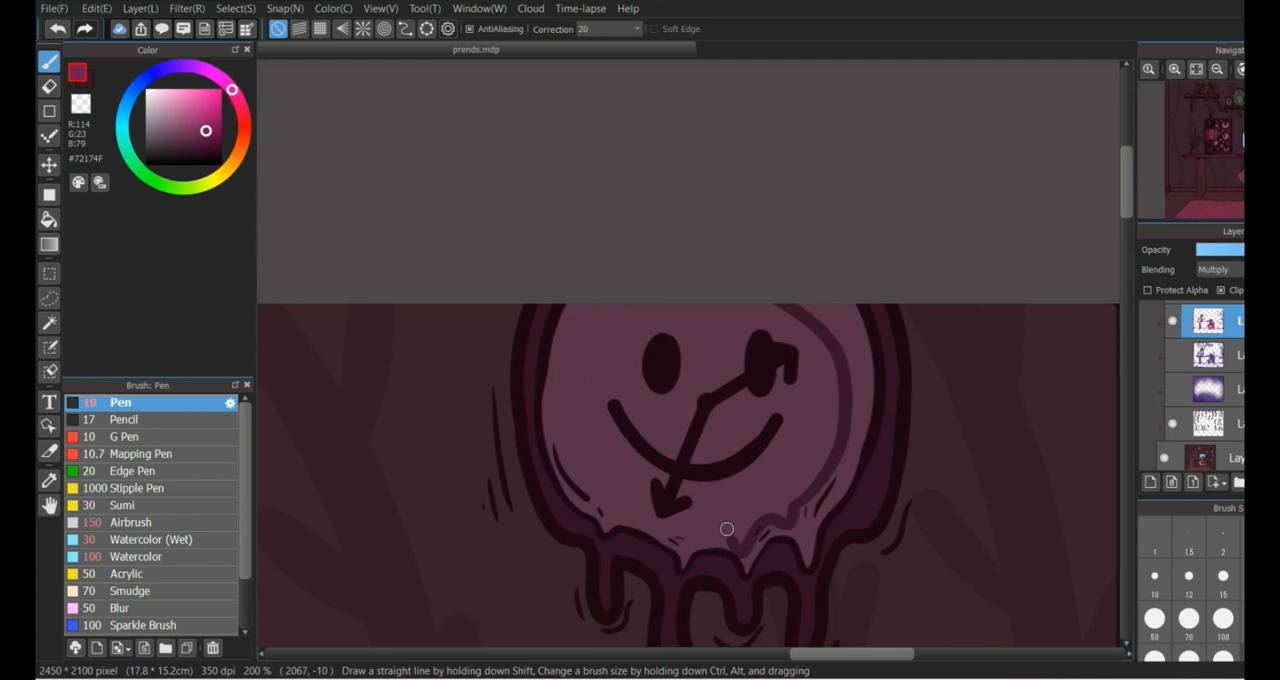 File(F) Edit(E) Layer(L) Filter(R) Select(S) Snap(N) Color(C) View(V) Tool(T) Window(W) Cloud Time-lapse Help
AntiAliasing Correction 20 Soft Edge
Color
prends.mdp
Navigat
R:114
G:23
B:79
#72174F
Layer
Opacity
Blending Multiply
Protect Alpha Clip
L
La
La
La
Lay
Brush: Pen
10 Pen
17 Pencil
10 G Pen
10.7 Mapping Pen
20 Edge Pen
1000 Stipple Pen
30 Sumi
150 Airbrush
30 Watercolor (Wet)
100 Watercolor
50 Acrylic
70 Smudge
50 Blur
100 Sparkle Brush
Brush S
1 1.5 2
10 12 15
50 70 100
2450 * 2100 pixel (17.8 * 15.2cm) 350 dpi 200 % ( 2067, -10 ) Draw a straight line by holding down Shift, Change a brush size by holding down Ctrl, Alt, and dragging